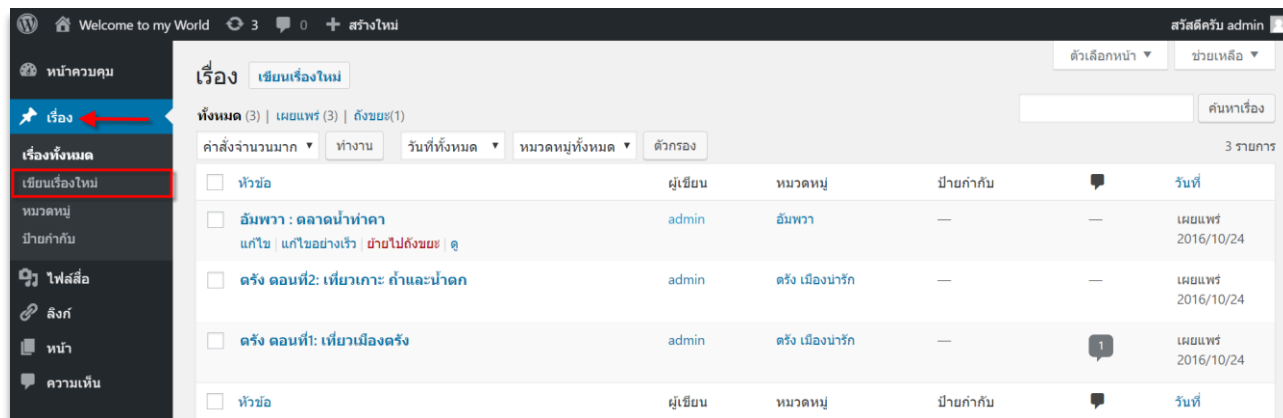 Welcome to my World 3 0 + สร้างใหม่ สวัสดีครับ admin
หน้าควบคุม
เรื่อง
เรื่องทั้งหมด
เขียนเรื่องใหม่
หมวดหมู่
ป้ายกำกับ
ไฟล์สื่อ
ลิงก์
หน้า
ความเห็น
ตัวเลือกหน้า ▼ ช่วยเหลือ ▼
เรื่อง เขียนเรื่องใหม่
ทั้งหมด (3) | เผยแพร่ (3) | ถังขยะ(1)
ค้นหาเรื่อง
คำสั่งจำนวนมาก ▼ ทำงาน วันที่ทั้งหมด ▼ หมวดหมู่ทั้งหมด ▼ ตัวกรอง 3 รายการ
หัวข้อ ผู้เขียน หมวดหมู่ ป้ายกำกับ วันที่
อัมพวา : ตลาดน้ำท่าคา admin อัมพวา — — เผยแพร่
แก้ไข | แก้ไขอย่างเร็ว | ย้ายไปถังขยะ | ดู 2016/10/24
ตรัง ตอนที่2: เที่ยวเกาะ ถ้ำและน้ำตก admin ตรัง เมืองน่ารัก — — เผยแพร่
2016/10/24
ตรัง ตอนที่1: เที่ยวเมืองตรัง admin ตรัง เมืองน่ารัก — 1 เผยแพร่
2016/10/24
หัวข้อ ผู้เขียน หมวดหมู่ ป้ายกำกับ วันที่